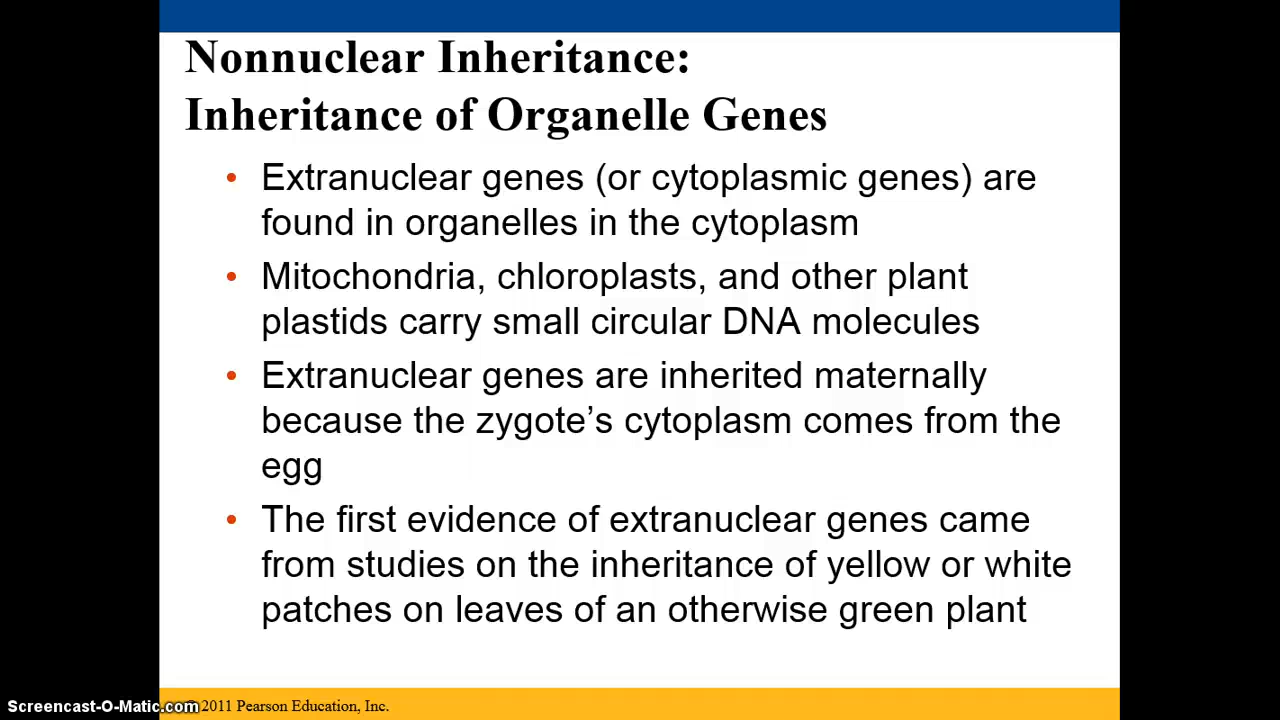 Nonnuclear Inheritance:
Inheritance of Organelle Genes
• Extranuclear genes (or cytoplasmic genes) are
found in organelles in the cytoplasm
• Mitochondria, chloroplasts, and other plant
plastids carry small circular DNA molecules
• Extranuclear genes are inherited maternally
because the zygote’s cytoplasm comes from the
egg
• The first evidence of extranuclear genes came
from studies on the inheritance of yellow or white
patches on leaves of an otherwise green plant
Screencast-O-Matic.com
© 2011 Pearson Education, Inc.